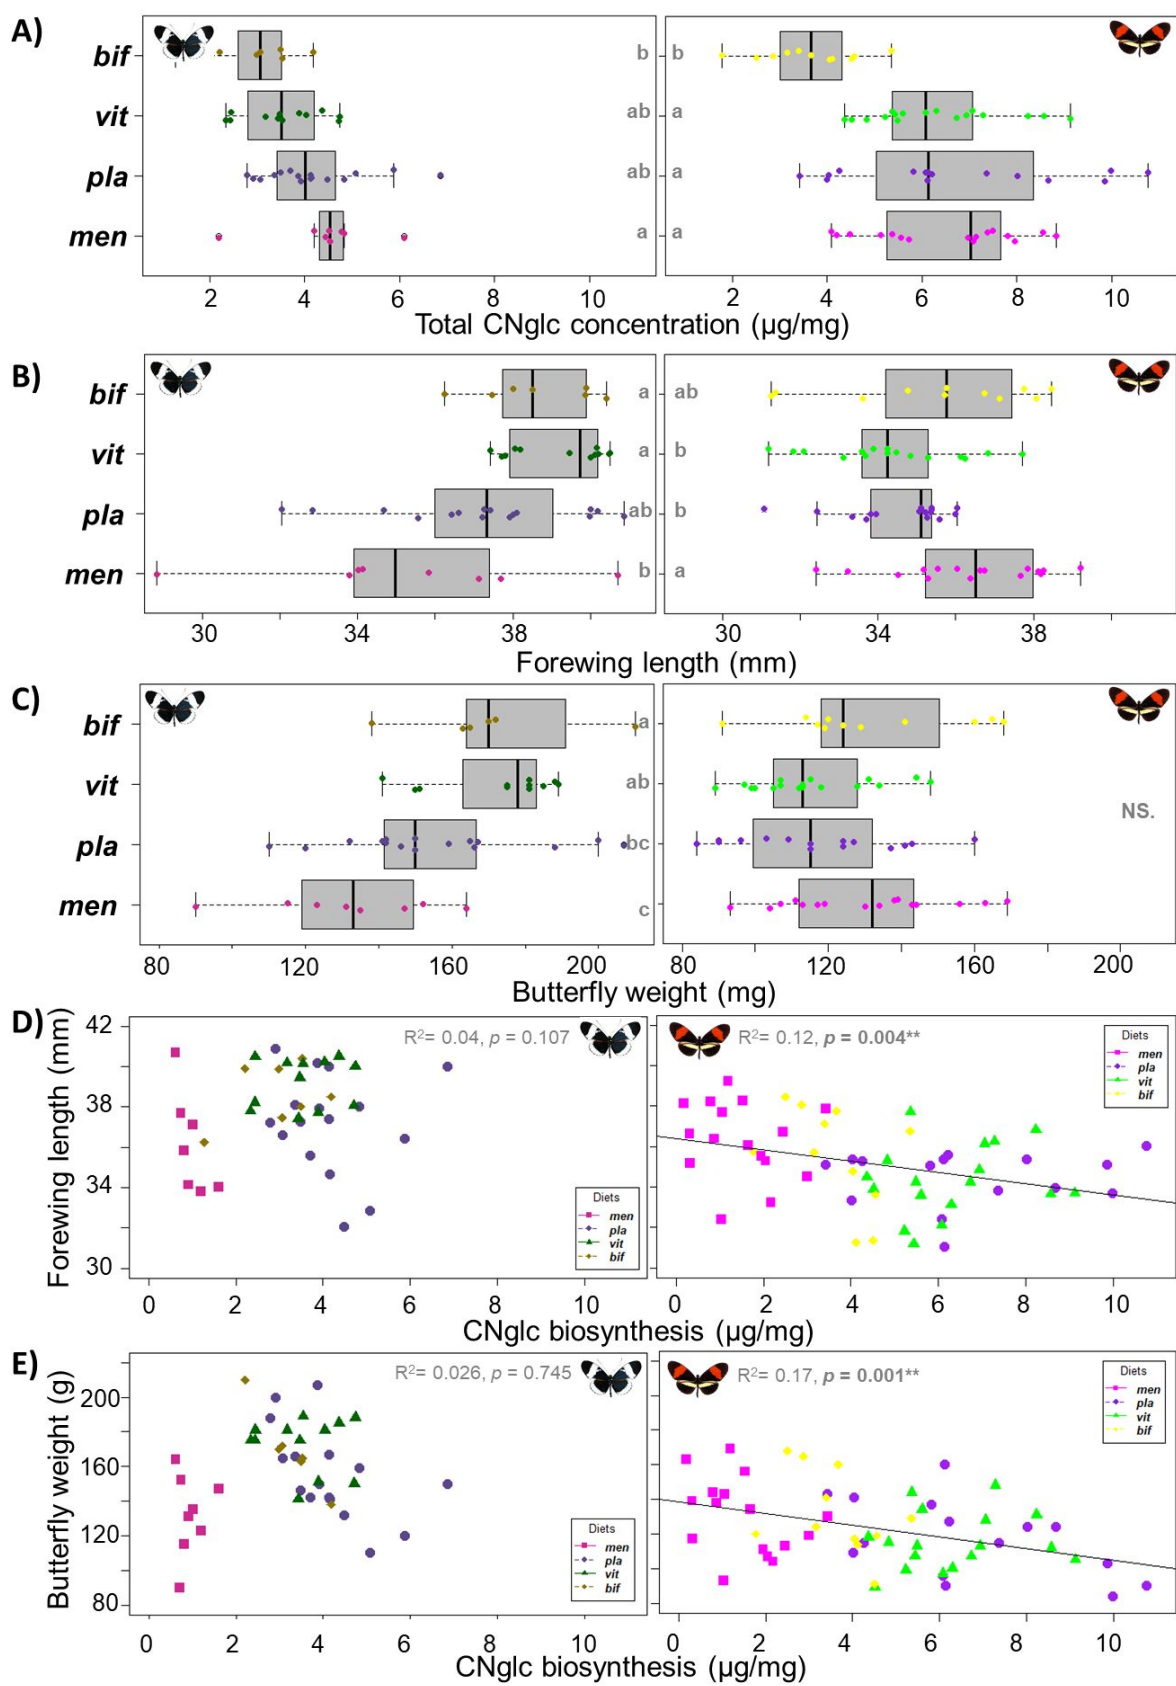 A)
bif b b
vit ab a
pla ab a
men a a
2 4 6 8 10 2 4 6 8 10
Total CNglc concentration (µg/mg)
B)
bif a ab
vit a b
pla ab b
men b a
30 34 38 30 34 38
Forewing length (mm)
C)
bif a
vit ab
NS.
pla bc
men c
80 120 160 200 80 120 160 200
Butterfly weight (mg)
D)
Forewing length (mm)
42
38
34
30
R²= 0.04, p = 0.107
Diets
men
pla
vit
bif
R²= 0.12, p = 0.004**
Diets
men
pla
vit
bif
0 2 4 6 8 10 0 2 4 6 8 10
CNglc biosynthesis (µg/mg)
E)
Butterfly weight (g)
200
160
120
80
R²= 0.026, p = 0.745
Diets
men
pla
vit
bif
R²= 0.17, p = 0.001**
Diets
men
pla
vit
bif
0 2 4 6 8 10 0 2 4 6 8 10
CNglc biosynthesis (µg/mg)